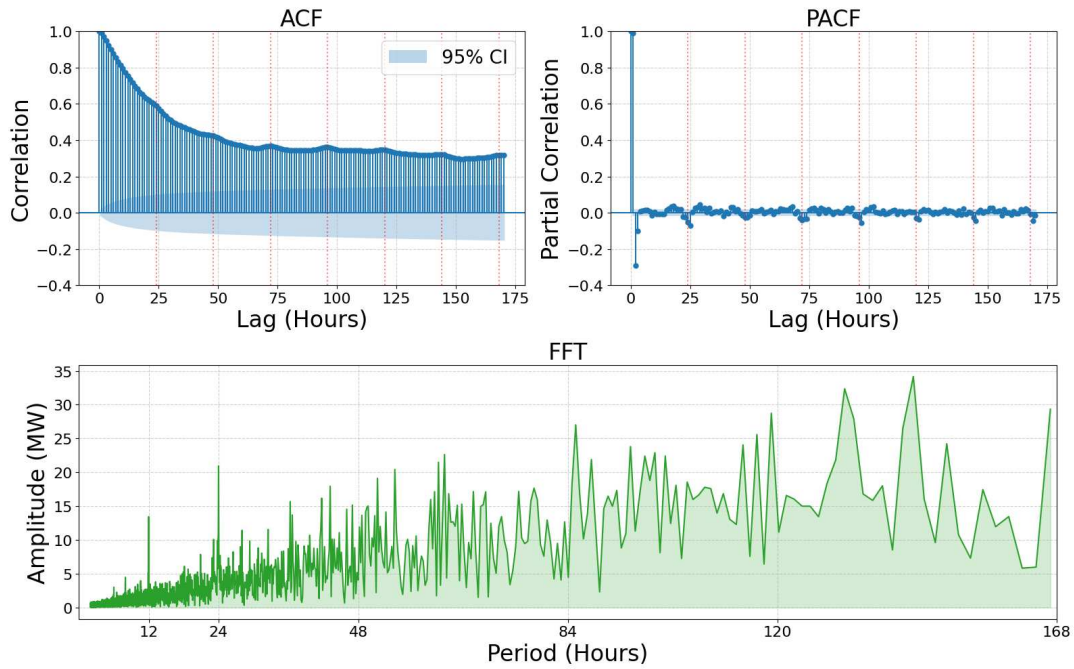 ACF
1.0
0.8
0.6
0.4
0.2
0.0
−0.2
−0.4
Correlation
95% CI
0 25 50 75 100 125 150 175
Lag (Hours)
PACF
1.0
0.8
0.6
0.4
0.2
0.0
−0.2
−0.4
Partial Correlation
0 25 50 75 100 125 150 175
Lag (Hours)
FFT
35
30
25
20
15
10
5
0
Amplitude (MW)
12 24 48 84 120 168
Period (Hours)